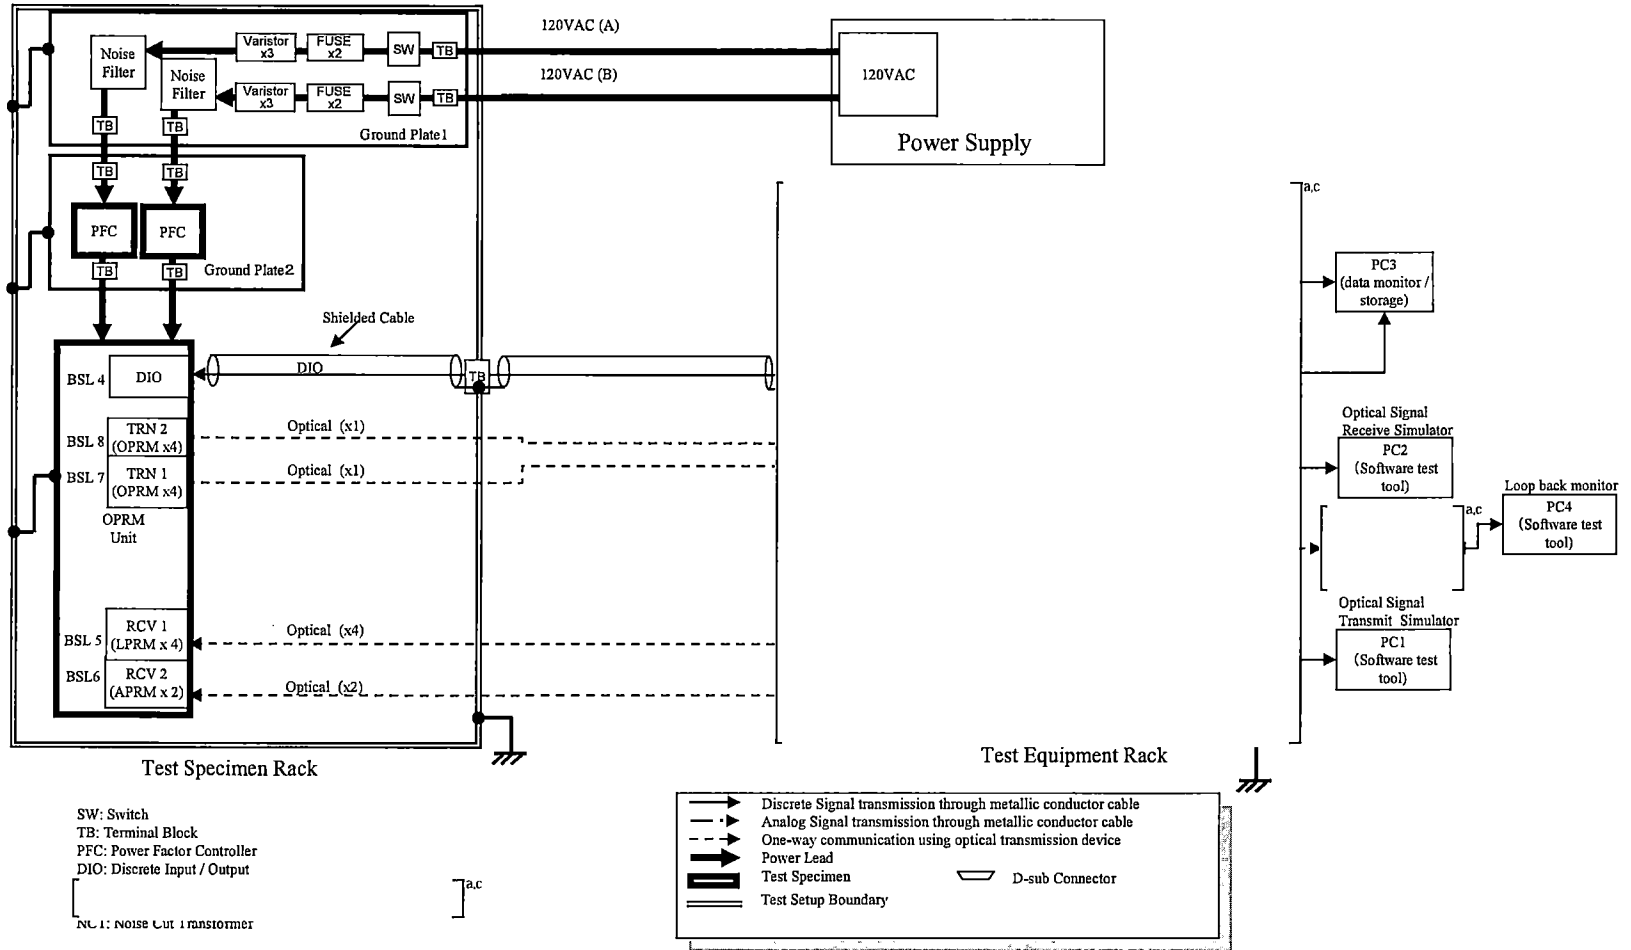 120VAC (A)
Noise
Filter
Varistor
x3
FUSE
x2
SW
TB
120VAC (B)
Noise
Filter
Varistor
x3
FUSE
x2
SW
TB
120VAC
Power Supply
TB
TB
Ground Plate1
TB
TB
PFC
PFC
TB
TB
Ground Plate2
a,c
PC3
(data monitor /
storage)
Shielded Cable
BSL 4
DIO
DIO
TB
BSL 8
TRN 2
(OPRM x4)
Optical (x1)
BSL 7
TRN 1
(OPRM x4)
Optical (x1)
OPRM
Unit
Optical Signal
Receive Simulator
PC2
(Software test
tool)
a,c
Loop back monitor
PC4
(Software test
tool)
BSL 5
RCV 1
(LPRM x 4)
Optical (x4)
BSL6
RCV 2
(APRM x 2)
Optical (x2)
Optical Signal
Transmit Simulator
PC1
(Software test
tool)
Test Specimen Rack
Test Equipment Rack
SW: Switch
TB: Terminal Block
PFC: Power Factor Controller
DIO: Discrete Input / Output
a,c
NCT: Noise Cut Transformer
Discrete Signal transmission through metallic conductor cable
Analog Signal transmission through metallic conductor cable
One-way communication using optical transmission device
Power Lead
Test Specimen
D-sub Connector
Test Setup Boundary